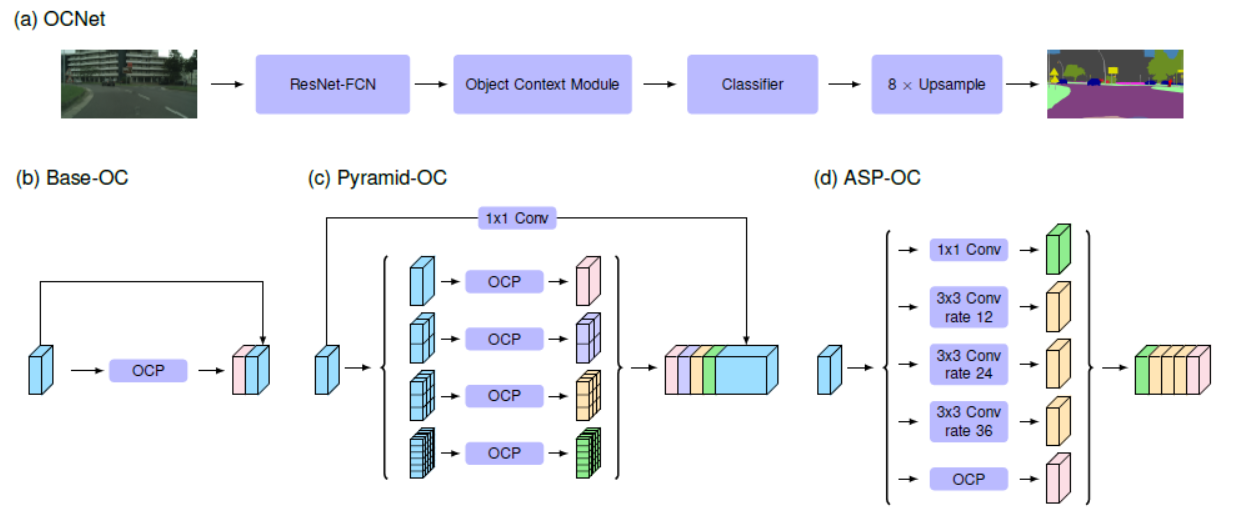 (a) OCNet
ResNet-FCN
Object Context Module
Classifier
8 × Upsample
(b) Base-OC
OCP
(c) Pyramid-OC
1x1 Conv
OCP
OCP
OCP
OCP
(d) ASP-OC
1x1 Conv
3x3 Conv
rate 12
3x3 Conv
rate 24
3x3 Conv
rate 36
OCP